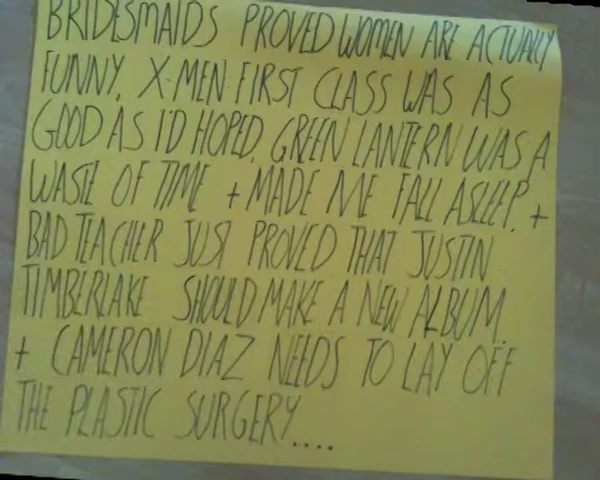 BRIDESMAIDS PROVED WOMEN ARE ACTUALLY
FUNNY, X-MEN FIRST CLASS WAS AS
GOOD AS I'D HOPED, GREEN LANTERN WAS A
WASTE OF TIME + MADE ME FALL ASLEEP, +
BAD TEACHER JUST PROVED THAT JUSTIN
TIMBERLAKE SHOULD MAKE A NEW ALBUM
+ CAMERON DIAZ NEEDS TO LAY OFF
THE PLASTIC SURGERY....